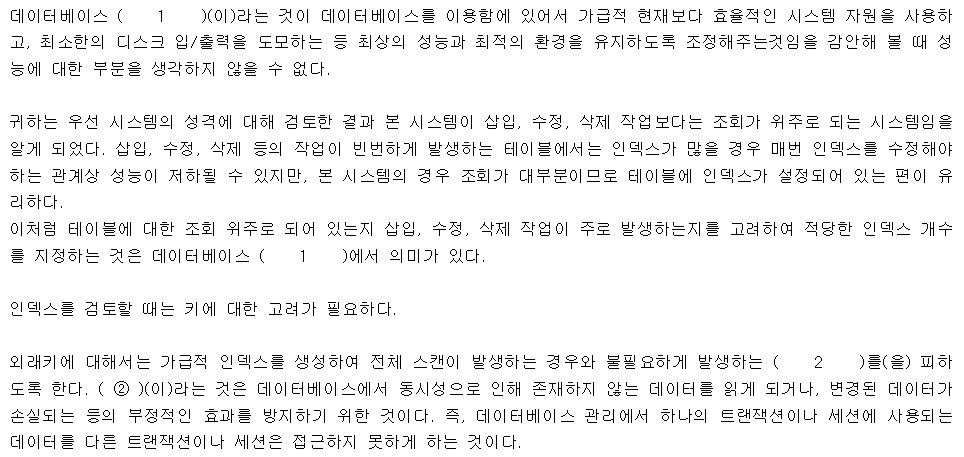 데이터베이스 (    1    )(이)라는 것이 데이터베이스를 이용함에 있어서 가급적 현재보다 효율적인 시스템 자원을 사용하
고, 최소한의 디스크 입/출력을 도모하는 등 최상의 성능과 최적의 환경을 유지하도록 조정해주는것임을 감안해 볼 때 성
능에 대한 부분을 생각하지 않을 수 없다.
귀하는 우선 시스템의 성격에 대해 검토한 결과 본 시스템이 삽입, 수정, 삭제 작업보다는 조회가 위주로 되는 시스템임을
알게 되었다. 삽입, 수정, 삭제 등의 작업이 빈번하게 발생하는 테이블에서는 인덱스가 많을 경우 매번 인덱스를 수정해야
하는 관계상 성능이 저하될 수 있지만, 본 시스템의 경우 조회가 대부분이므로 테이블에 인덱스가 설정되어 있는 편이 유
리하다.
이처럼 테이블에 대한 조회 위주로 되어 있는지 삽입, 수정, 삭제 작업이 주로 발생하는지를 고려하여 적당한 인덱스 개수
를 지정하는 것은 데이터베이스 (    1    )에서 의미가 있다.
인덱스를 검토할 때는 키에 대한 고려가 필요하다.
외래키에 대해서는 가급적 인덱스를 생성하여 전체 스캔이 발생하는 경우와 불필요하게 발생하는 (    2    )를(을) 피하
도록 한다. ( ② )(이)라는 것은 데이터베이스에서 동시성으로 인해 존재하지 않는 데이터를 읽게 되거나, 변경된 데이터가
손실되는 등의 부정적인 효과를 방지하기 위한 것이다. 즉, 데이터베이스 관리에서 하나의 트랜잭션이나 세션에 사용되는
데이터를 다른 트랜잭션이나 세션은 접근하지 못하게 하는 것이다.